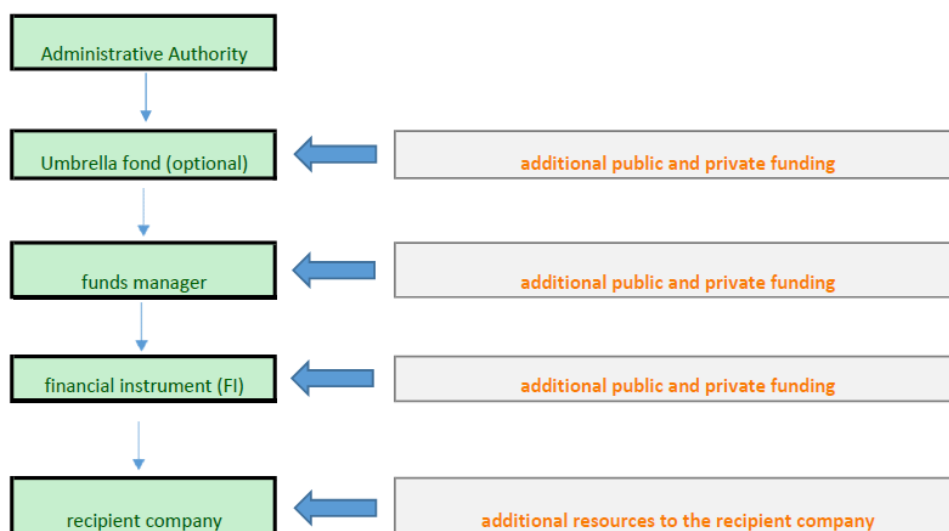 Administrative Authority
Umbrella fond (optional)
additional public and private funding
funds manager
additional public and private funding
financial instrument (FI)
additional public and private funding
recipient company
additional resources to the recipient company